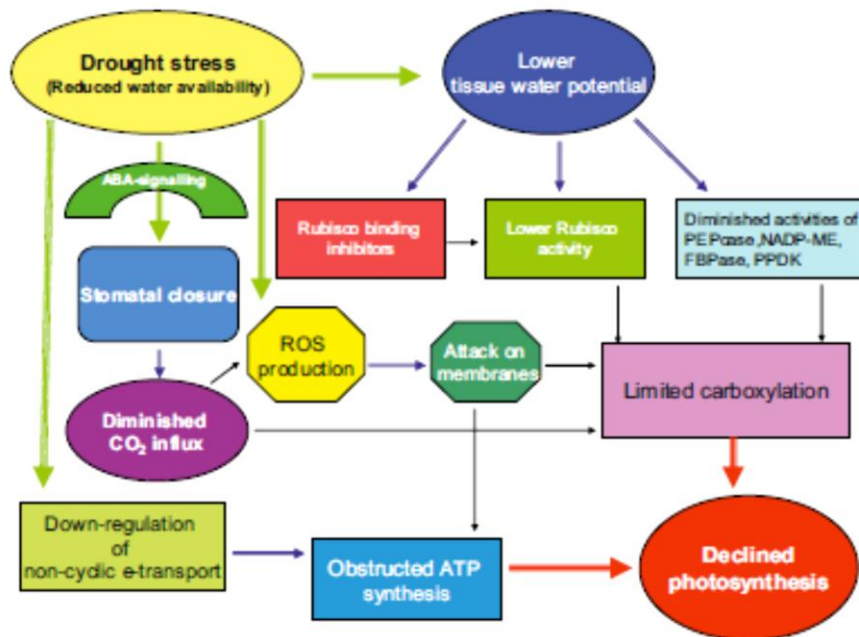 Drought stress
(Reduced water availability)
Lower
tissue water potential
ABA-signalling
Rubisco binding
inhibitors
Lower Rubisco
activity
Diminished activities of
PEPcase ,NADP-ME,
FBPase, PPDK
Stomatal closure
ROS
production
Attack on
membranes
Limited carboxylation
Diminished
CO₂ influx
Down-regulation
of
non-cyclic e-transport
Obstructed ATP
synthesis
Declined
photosynthesis